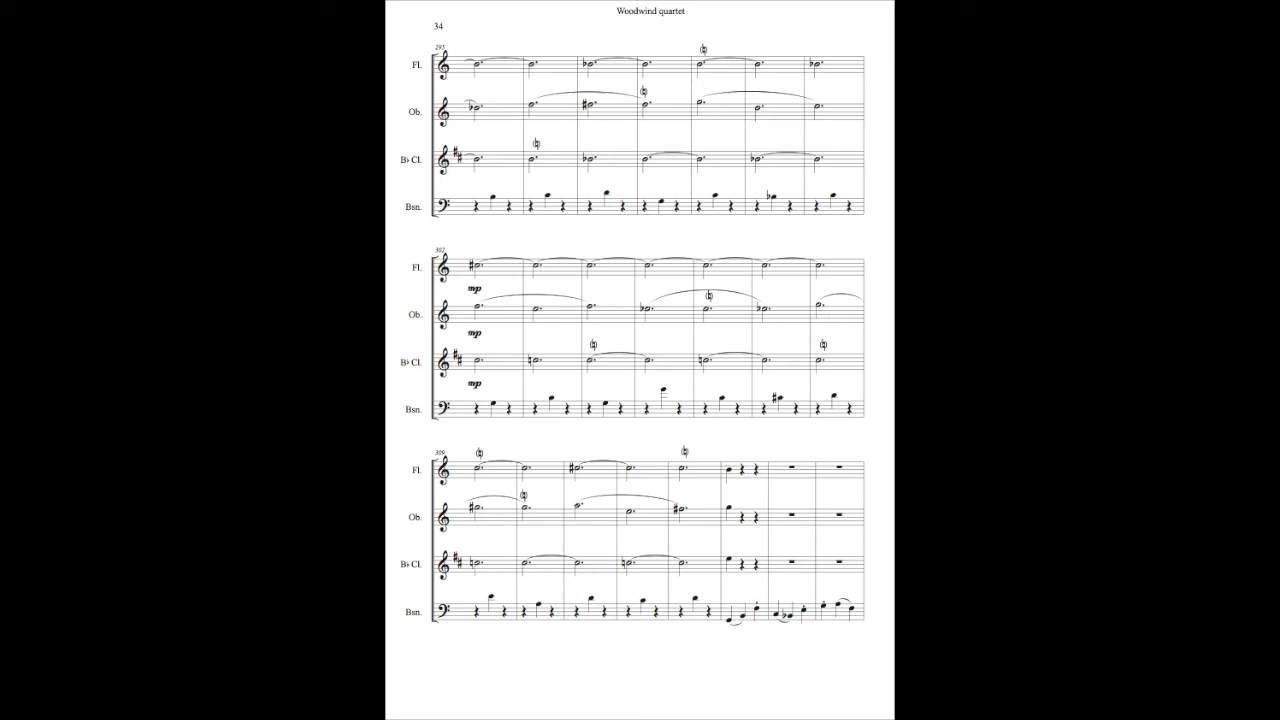 Woodwind quartet
34
295
Fl.
Ob.
B♭ Cl.
Bsn.
302
Fl.
mp
Ob.
mp
B♭ Cl.
mp
Bsn.
309
Fl.
Ob.
B♭ Cl.
Bsn.